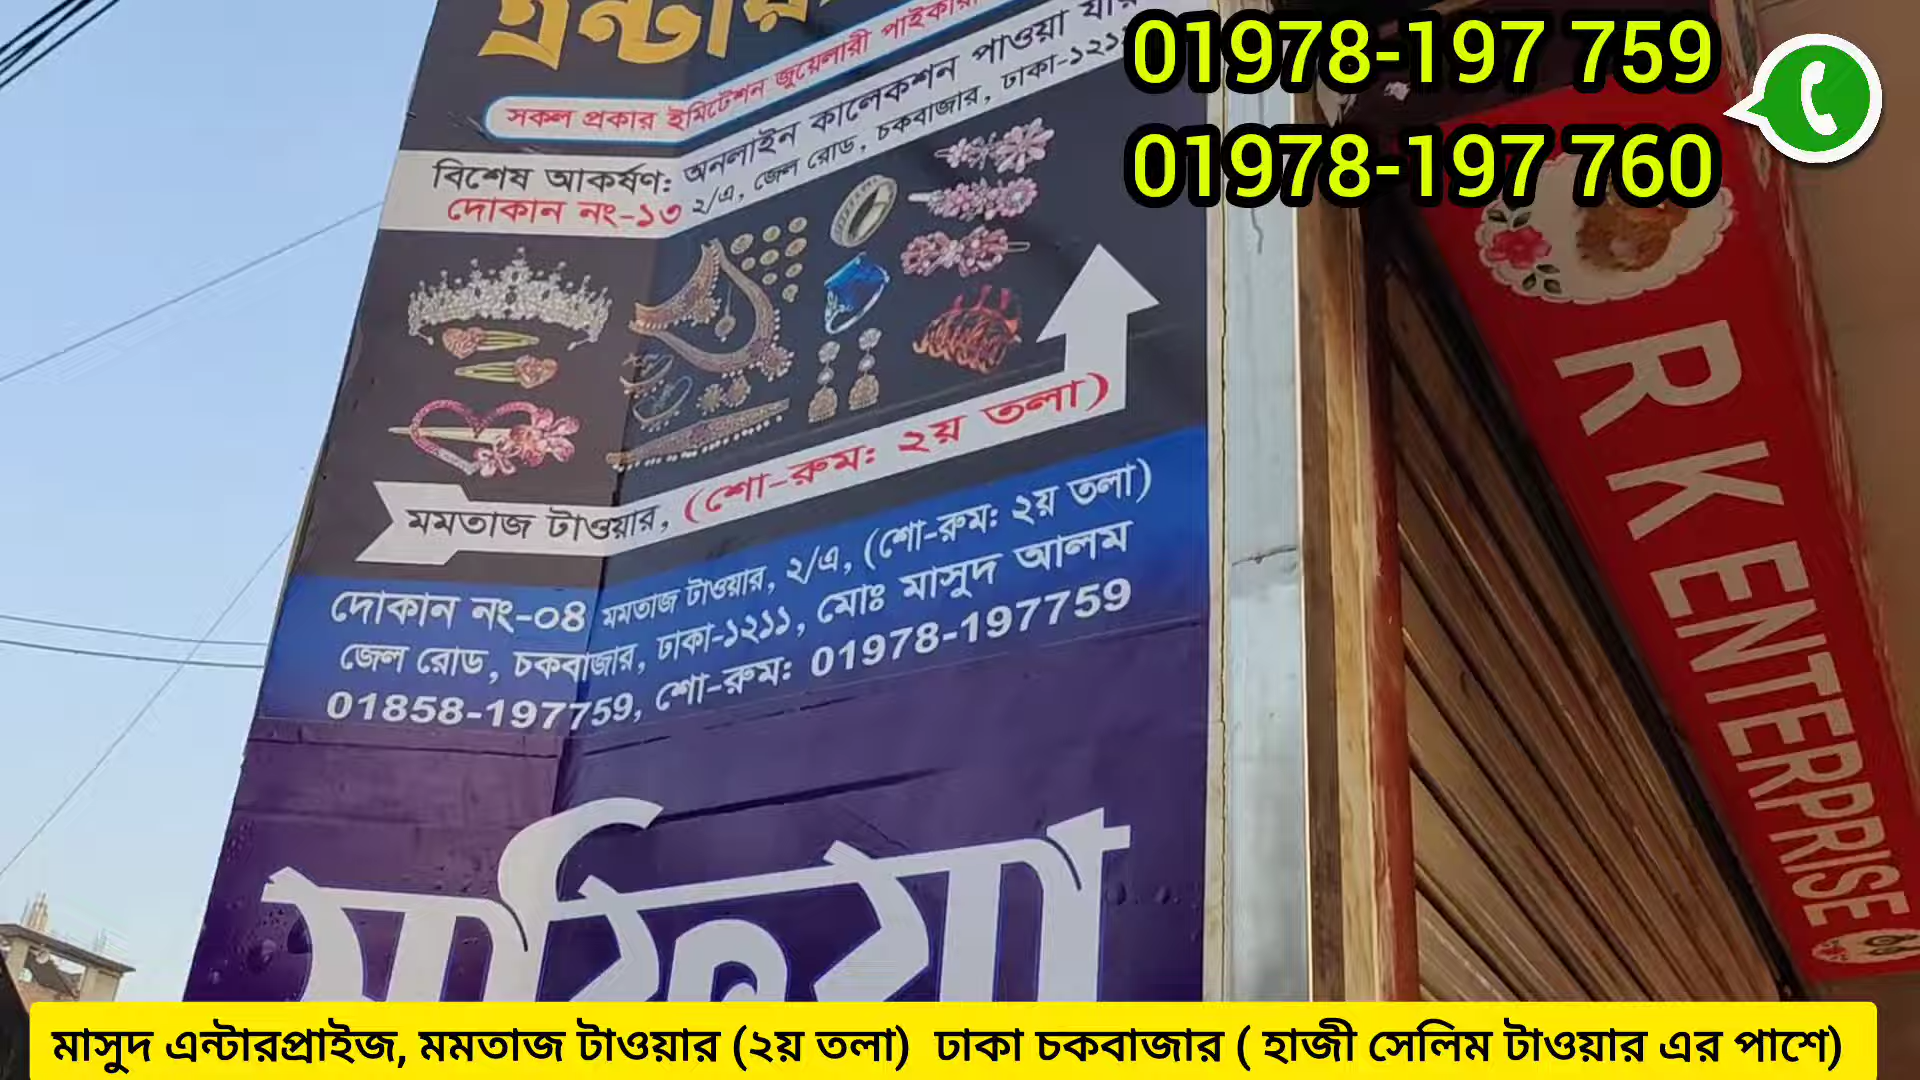 01978-197 759
01978-197 760
সকল প্রকার ইমিটেশন জুয়েলারী
বিশেষ আকর্ষণ: অনলাইন কালেকশন পাওয়া
দোকান নং-১৩ ২/এ, জেল রোড, চকবাজার, ঢাকা-১২১
মমতাজ টাওয়ার, (শো-রুম: ২য় তলা)
দোকান নং-০৪ মমতাজ টাওয়ার, ২/এ, (শো-রুম: ২য় তলা)
জেল রোড, চকবাজার, ঢাকা-১২১১, মোঃ মাসুদ আলম
01858-197759, শো-রুম: 01978-197759
R K ENTERPRISE
মাসুদ এন্টারপ্রাইজ, মমতাজ টাওয়ার (২য় তলা) ঢাকা চকবাজার ( হাজী সেলিম টাওয়ার এর পাশে)